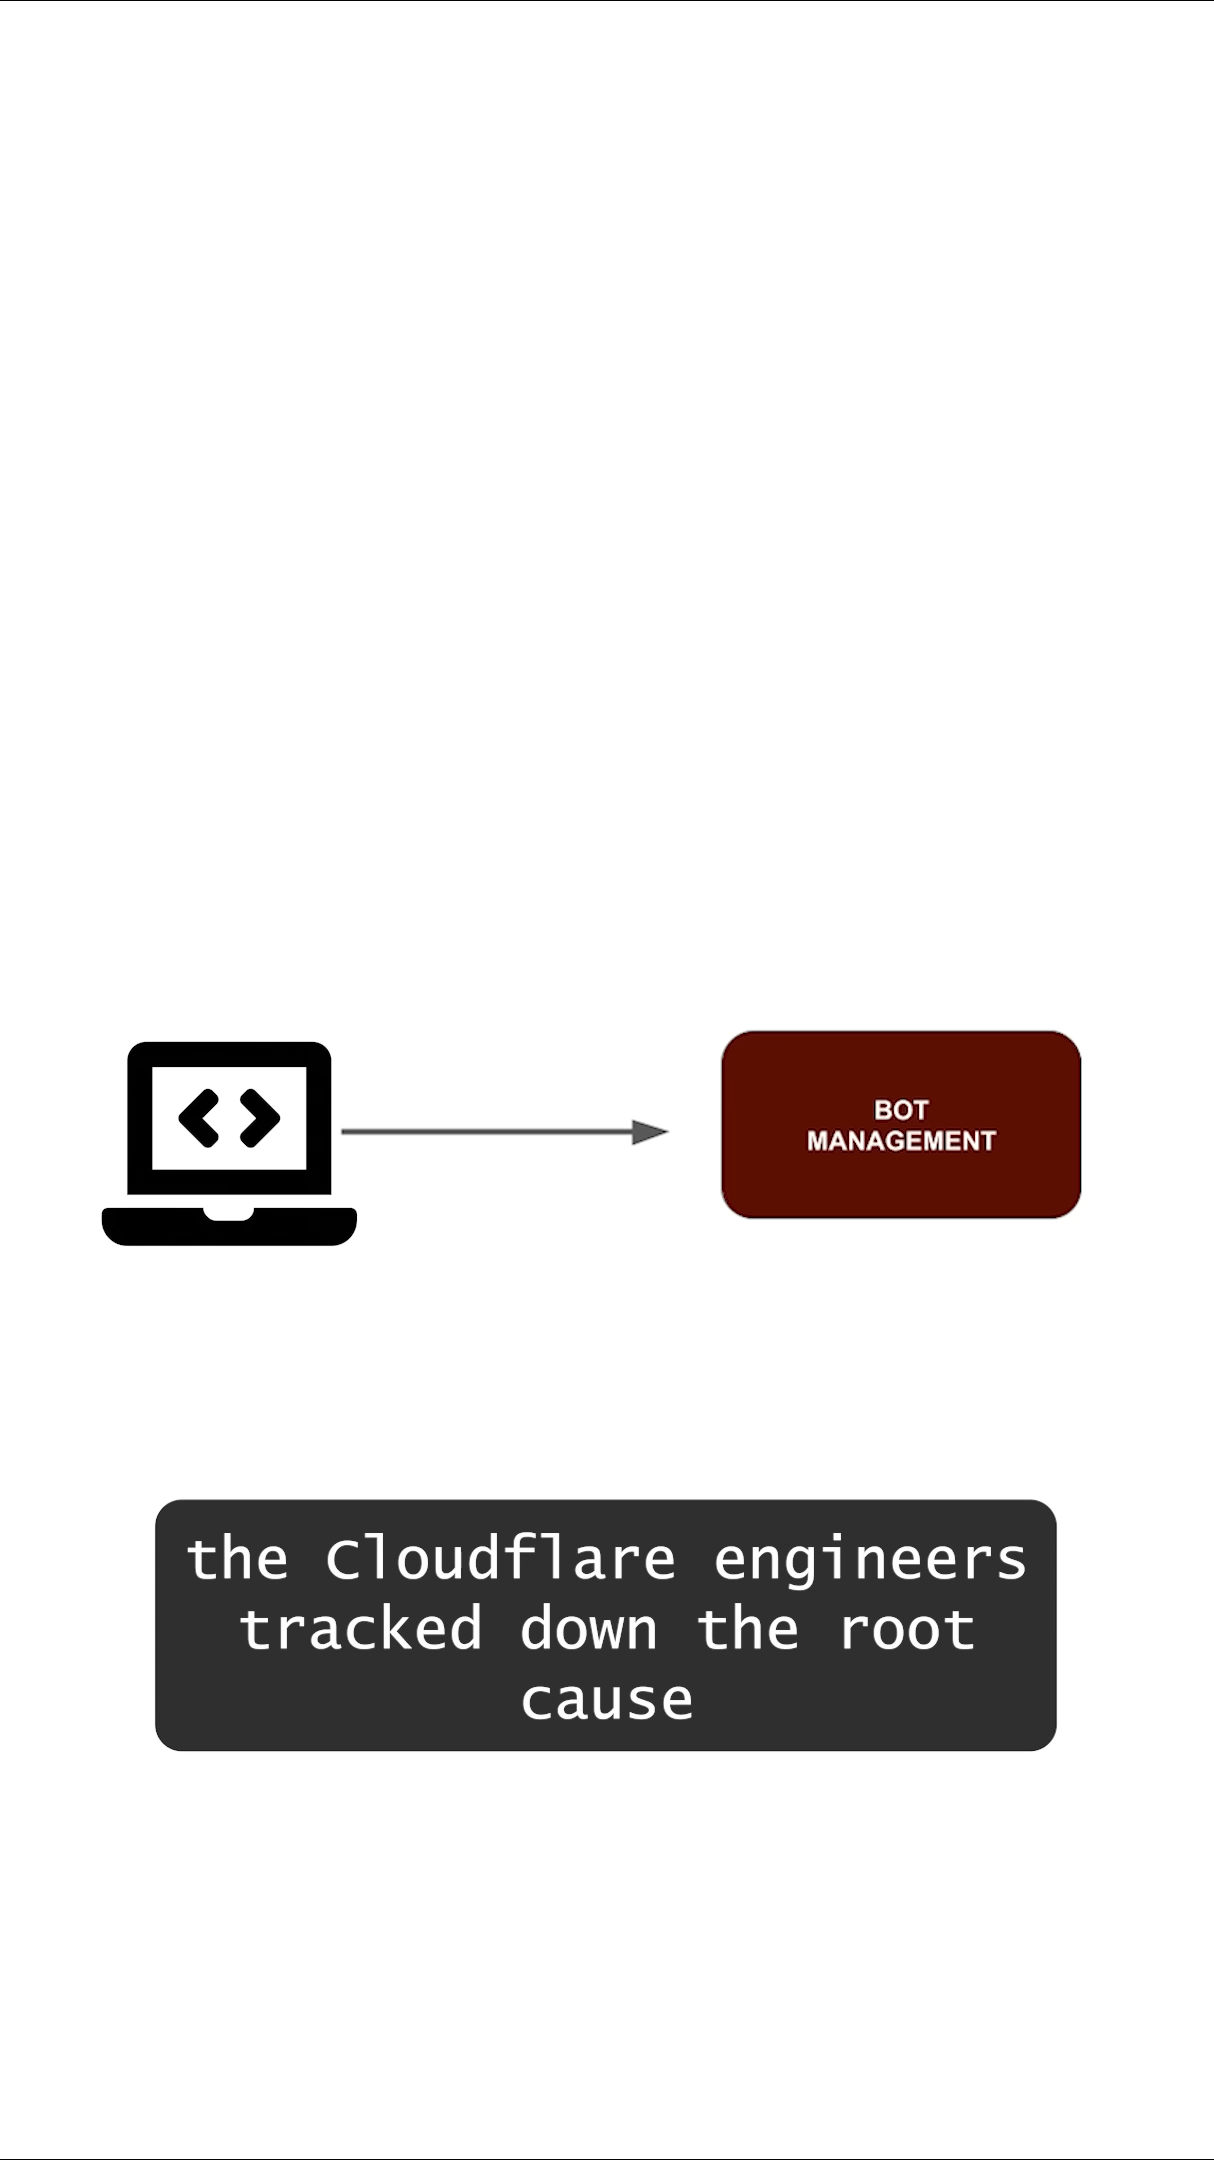 BOT
MANAGEMENT
the Cloudflare engineers
tracked down the root
cause